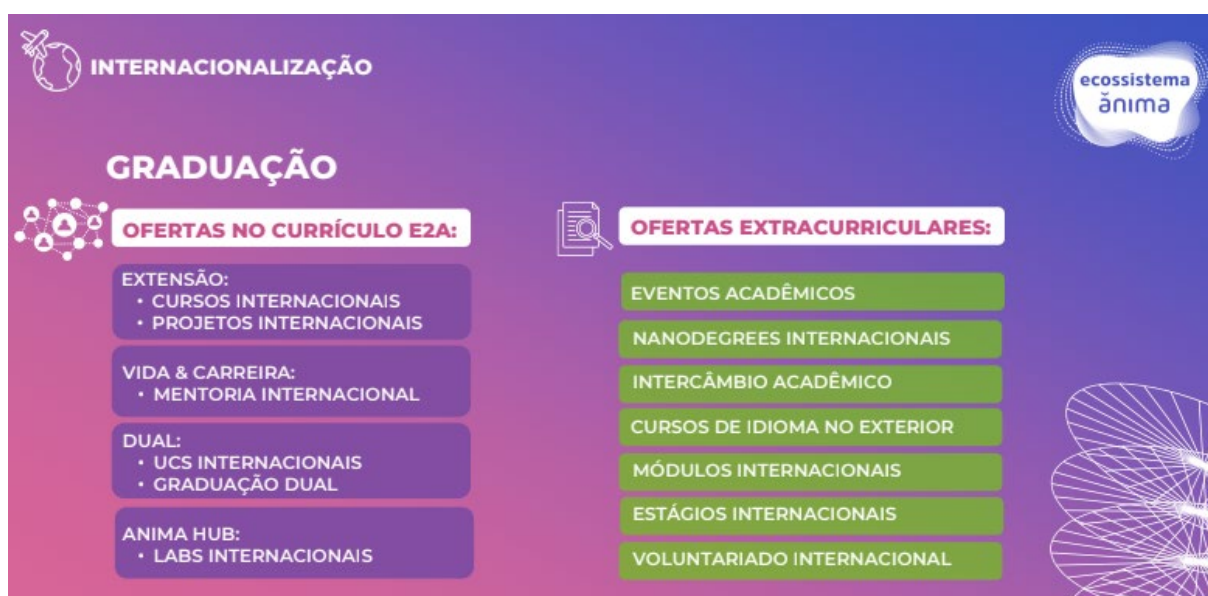 INTERNACIONALIZAÇÃO
ecossistema
ănıma
GRADUAÇÃO
OFERTAS NO CURRÍCULO E2A:
EXTENSÃO:
• CURSOS INTERNACIONAIS
• PROJETOS INTERNACIONAIS
VIDA & CARREIRA:
• MENTORIA INTERNACIONAL
DUAL:
• UCS INTERNACIONAIS
• GRADUAÇÃO DUAL
ANIMA HUB:
• LABS INTERNACIONAIS
OFERTAS EXTRACURRICULARES:
EVENTOS ACADÊMICOS
NANODEGREES INTERNACIONAIS
INTERCÂMBIO ACADÊMICO
CURSOS DE IDIOMA NO EXTERIOR
MÓDULOS INTERNACIONAIS
ESTÁGIOS INTERNACIONAIS
VOLUNTARIADO INTERNACIONAL